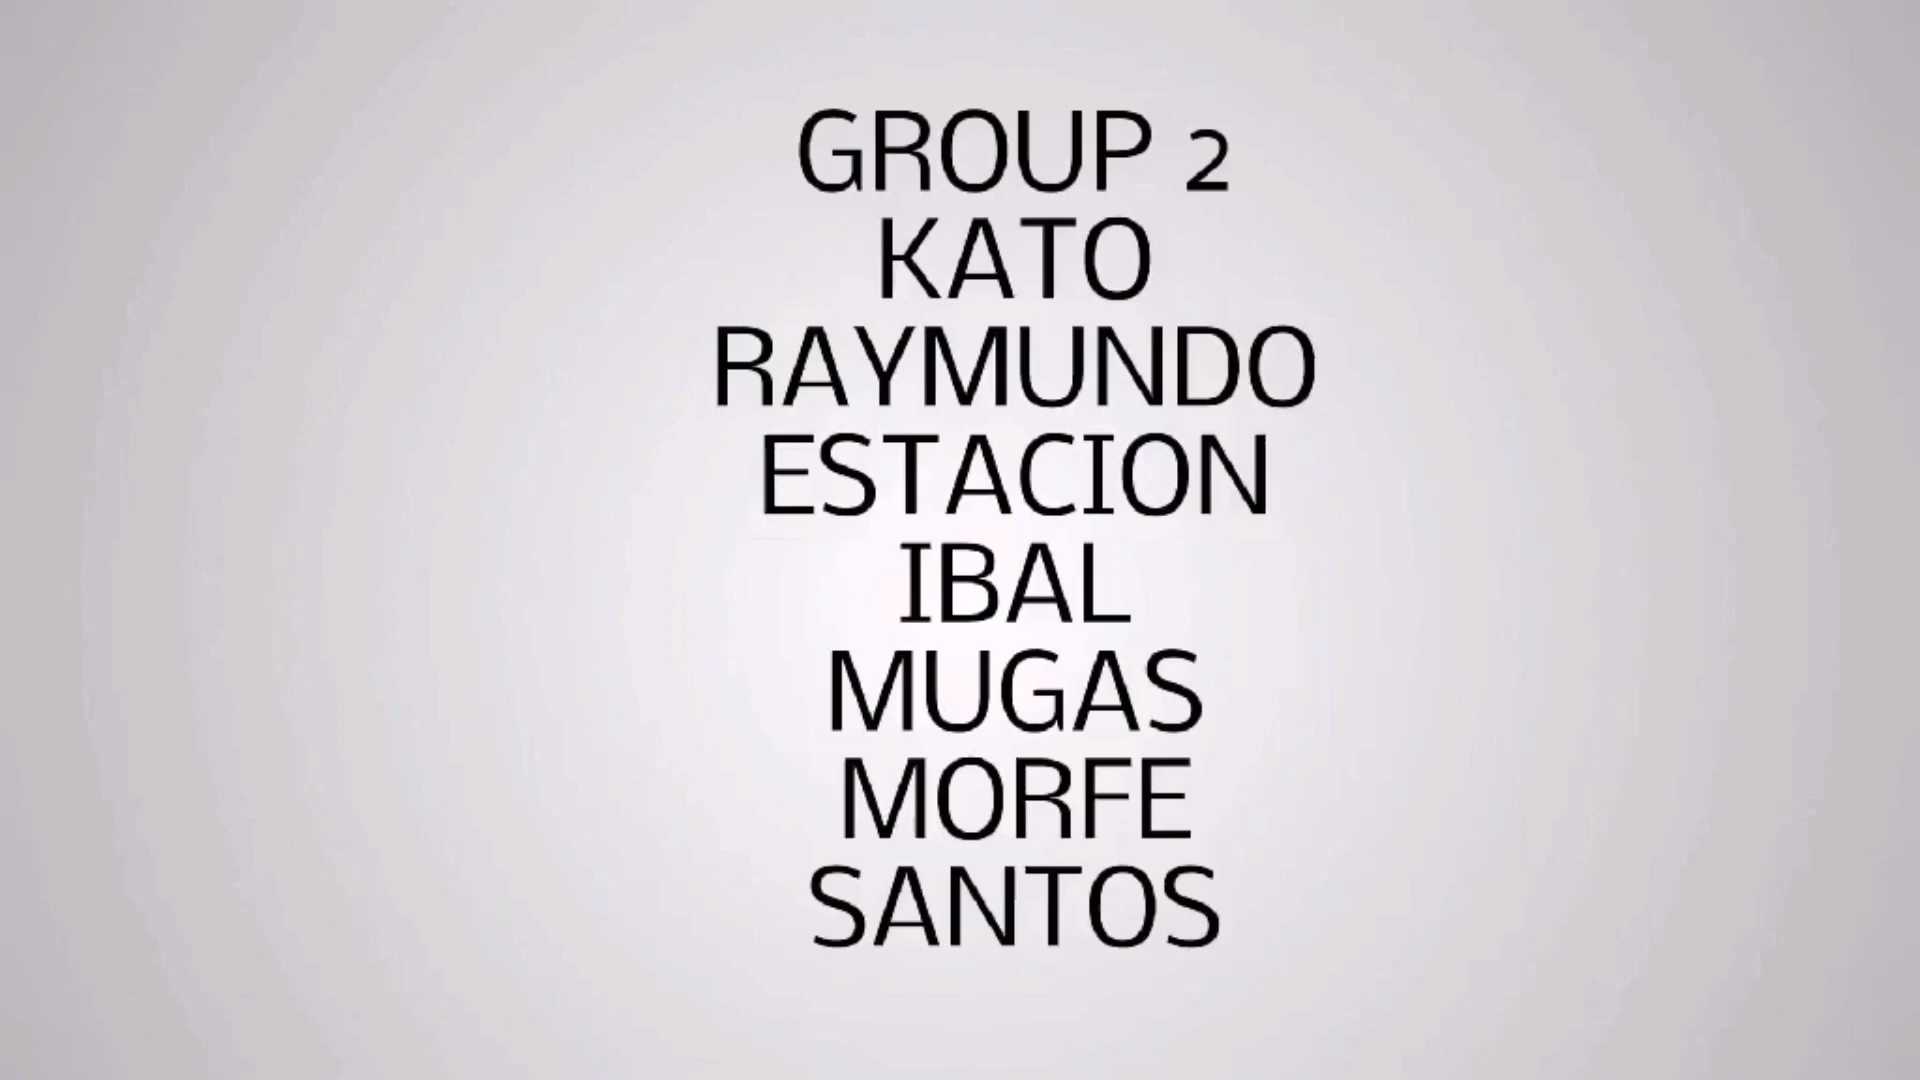 GROUP 2
KATO
RAYMUNDO
ESTACION
IBAL
MUGAS
MORFE
SANTOS